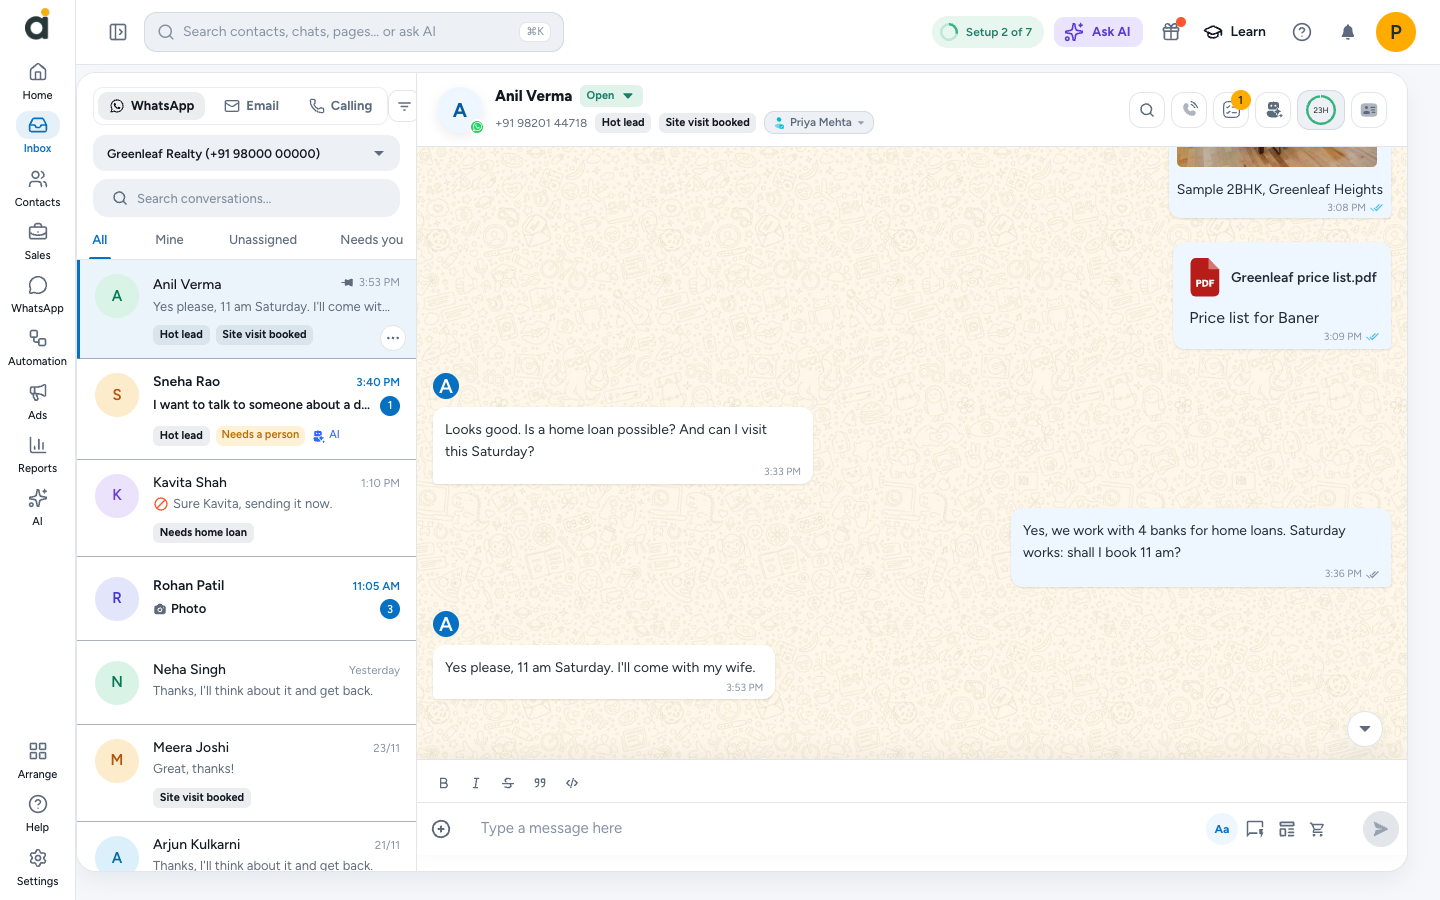 Home
Inbox
Contacts
Sales
WhatsApp
Automation
Ads
Reports
AI
Arrange
Help
Settings
Search contacts, chats, pages... or ask AI
⌘K
Setup 2 of 7
Ask AI
Learn
P
WhatsApp
Email
Calling
Greenleaf Realty (+91 98000 00000)
Search conversations...
All
Mine
Unassigned
Needs you
A
Anil Verma
3:53 PM
Yes please, 11 am Saturday. I'll come wit...
Hot lead
Site visit booked
S
Sneha Rao
3:40 PM
I want to talk to someone about a d...
1
Hot lead
Needs a person
AI
K
Kavita Shah
1:10 PM
Sure Kavita, sending it now.
Needs home loan
R
Rohan Patil
11:05 AM
Photo
3
N
Neha Singh
Yesterday
Thanks, I'll think about it and get back.
M
Meera Joshi
23/11
Great, thanks!
Site visit booked
A
Arjun Kulkarni
21/11
Thanks, I'll think about it and get back.
A
Anil Verma
Open
+91 98201 44718
Hot lead
Site visit booked
Priya Mehta
1
23H
Sample 2BHK, Greenleaf Heights
3:08 PM
PDF
Greenleaf price list.pdf
Price list for Baner
3:09 PM
A
Looks good. Is a home loan possible? And can I visit
this Saturday?
3:33 PM
Yes, we work with 4 banks for home loans. Saturday
works: shall I book 11 am?
3:36 PM
A
Yes please, 11 am Saturday. I'll come with my wife.
3:53 PM
B
I
S
Type a message here
Aa